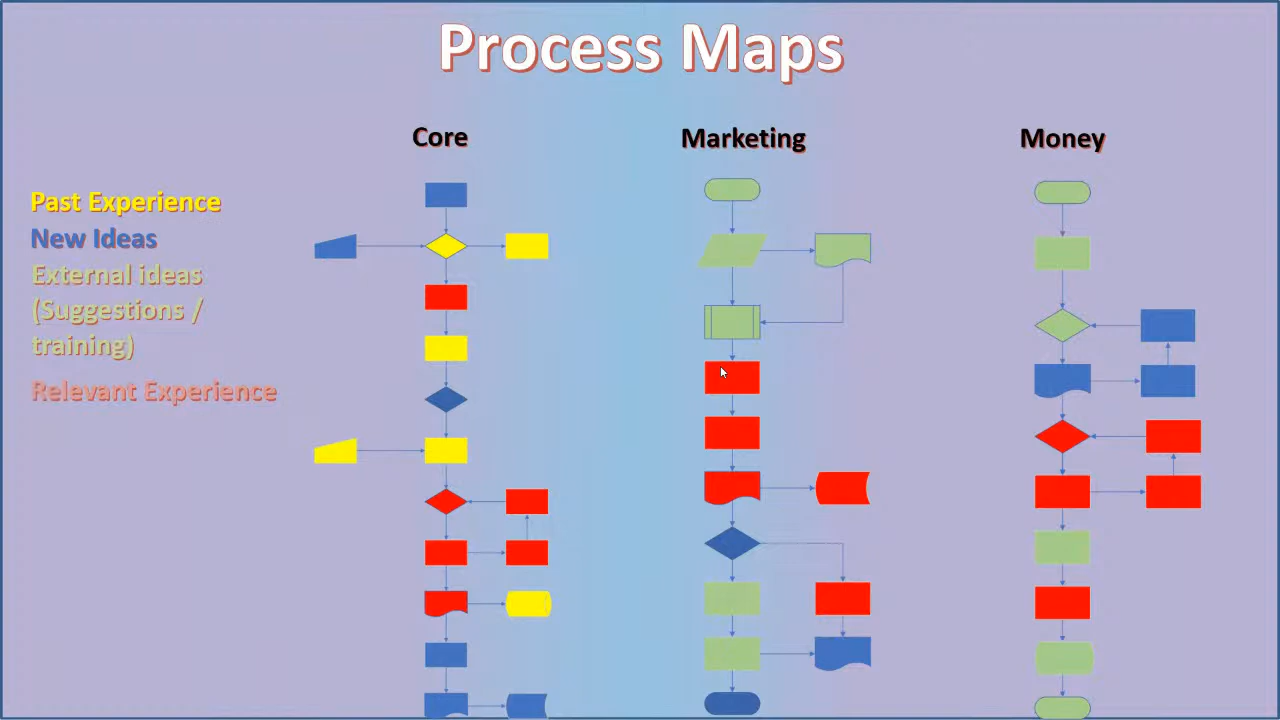 Process Maps
Core
Marketing
Money
Past Experience
New Ideas
External ideas
(Suggestions /
training)
Relevant Experience